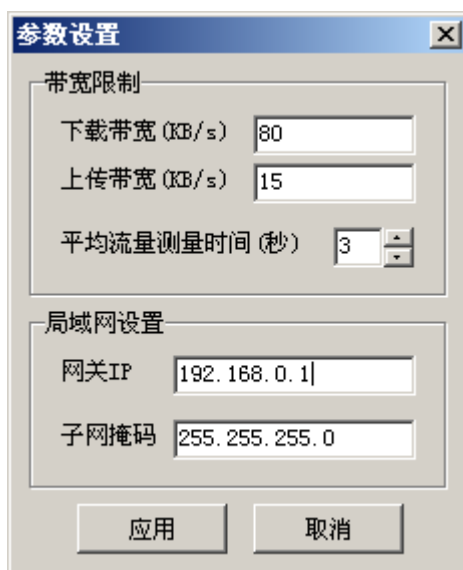 参数设置
带宽限制
下载带宽(KB/s) 80
上传带宽(KB/s) 15
平均流量测量时间(秒) 3
局域网设置
网关IP 192.168.0.1
子网掩码 255.255.255.0
应用 取消